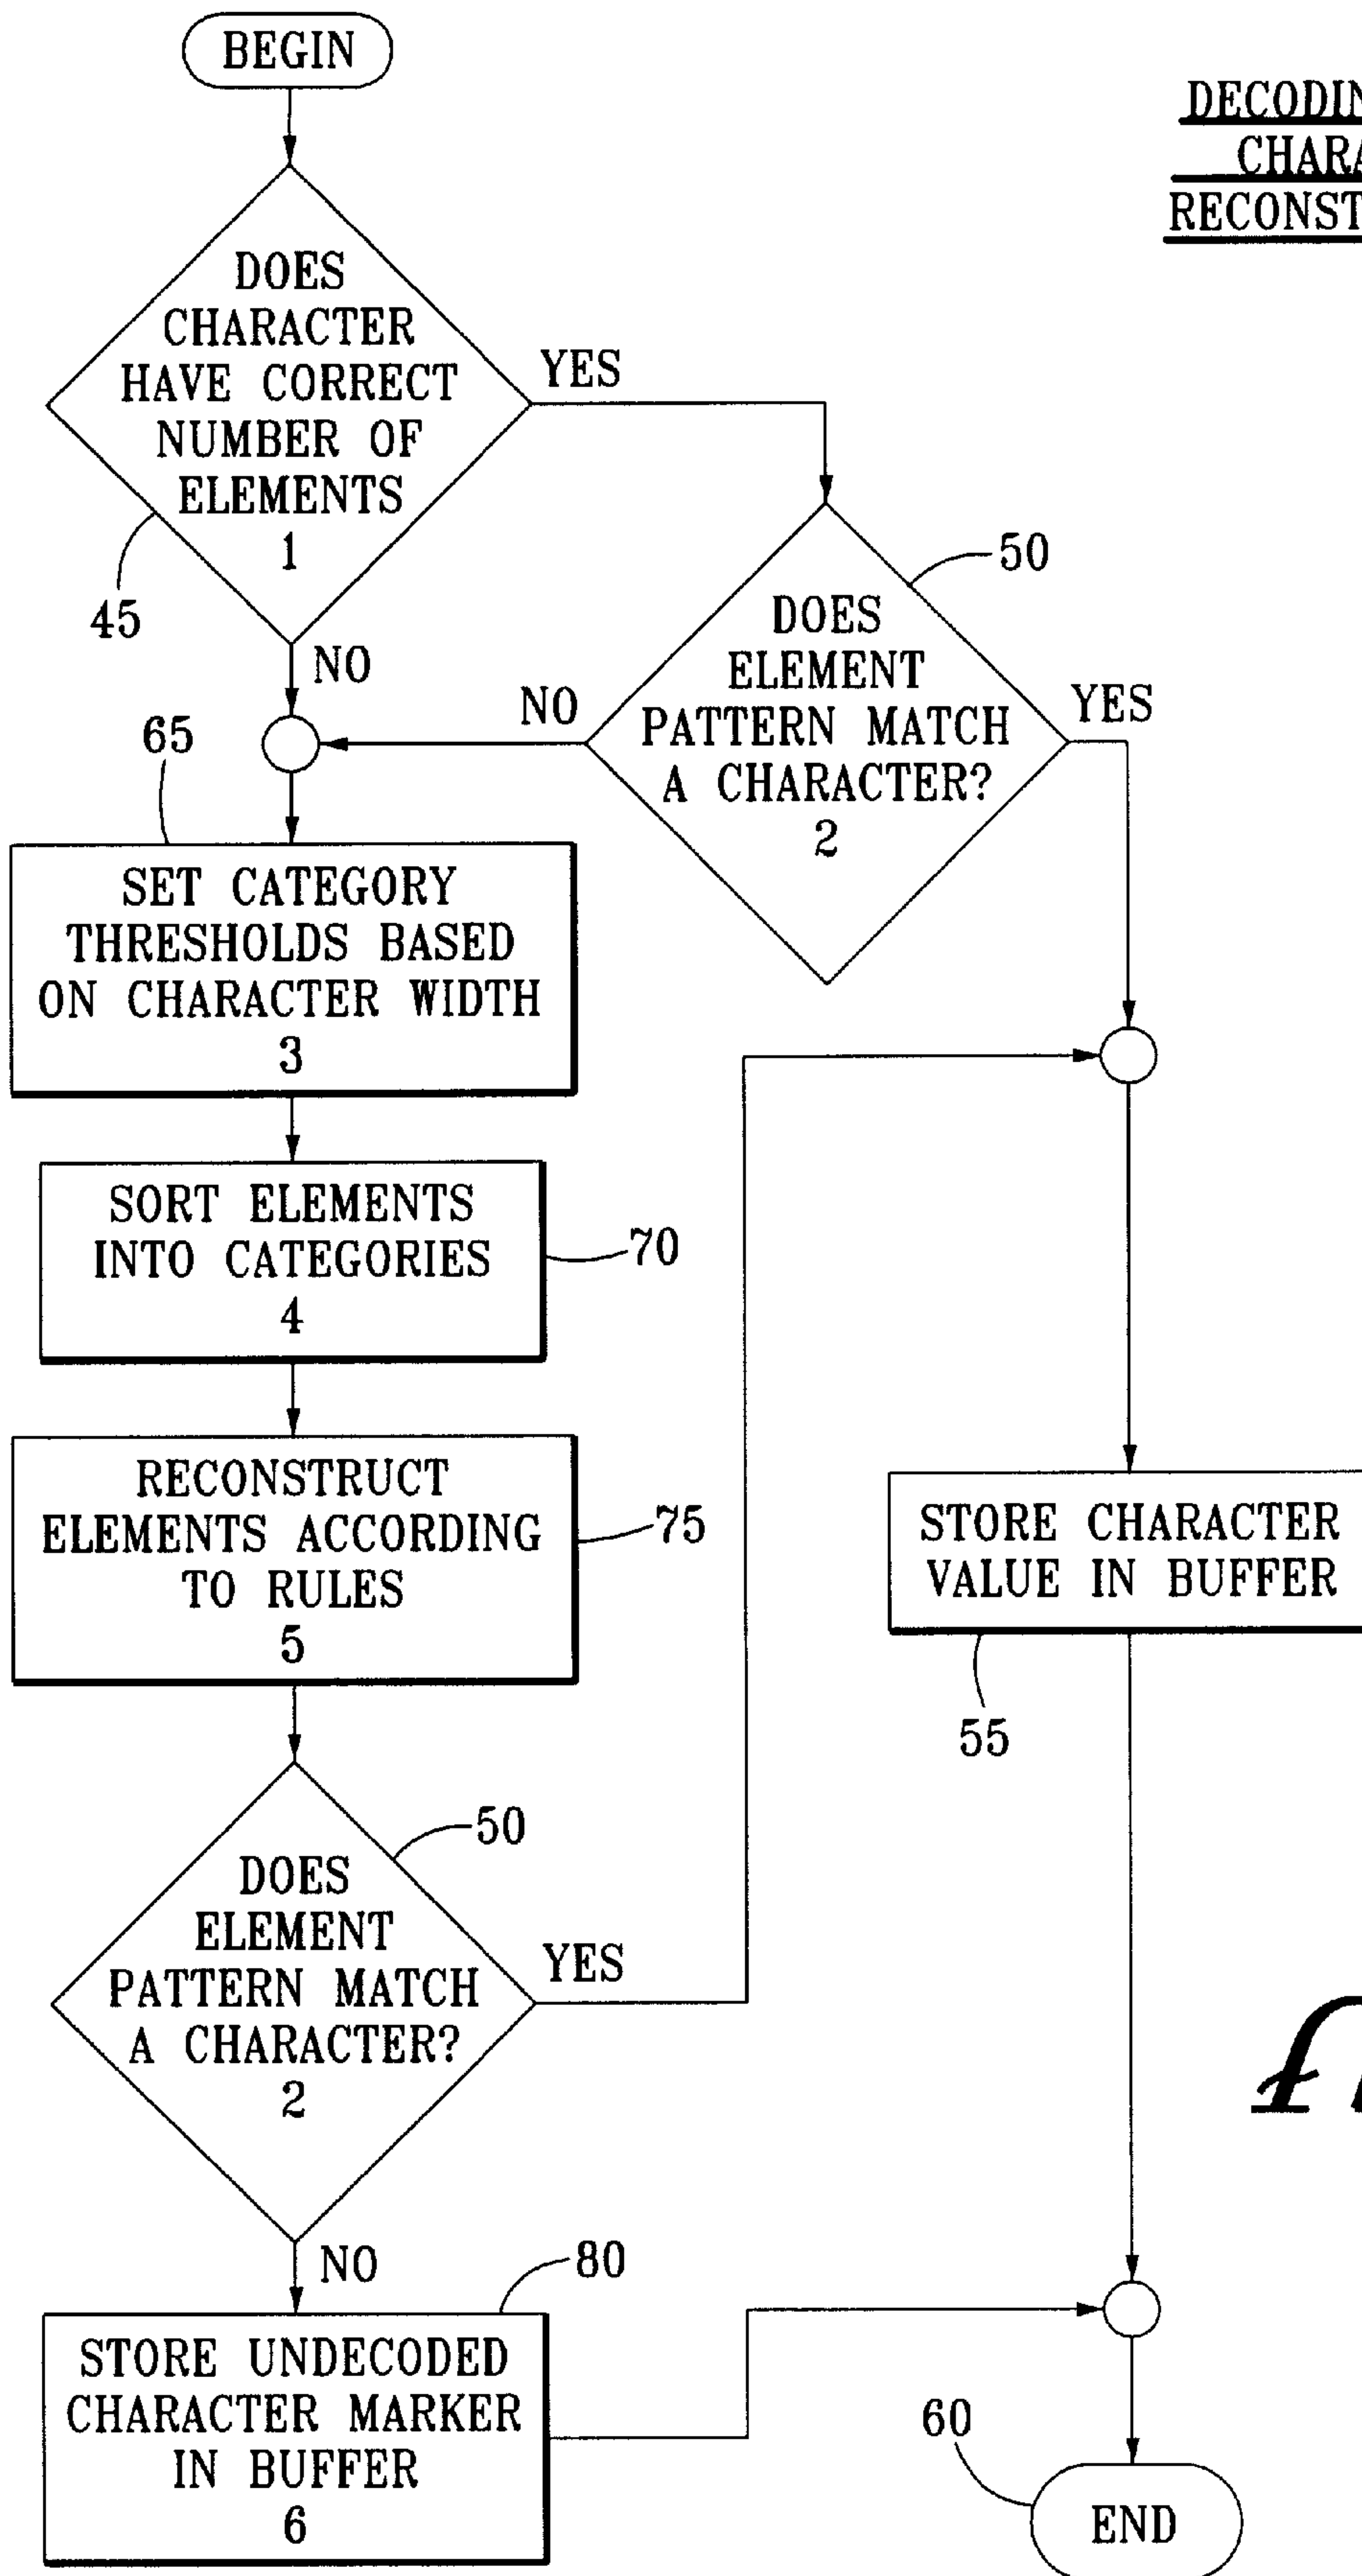 BEGIN
DECODIN
CHARA
RECONST
DOES
CHARACTER
HAVE CORRECT
NUMBER OF
ELEMENTS
1
45
YES
NO
50
DOES
ELEMENT
PATTERN MATCH
A CHARACTER?
2
NO
YES
65
SET CATEGORY
THRESHOLDS BASED
ON CHARACTER WIDTH
3
SORT ELEMENTS
INTO CATEGORIES
4
70
RECONSTRUCT
ELEMENTS ACCORDING
TO RULES
5
75
STORE CHARACTER
VALUE IN BUFFER
55
50
DOES
ELEMENT
PATTERN MATCH
A CHARACTER?
2
YES
NO
80
STORE UNDECODED
CHARACTER MARKER
IN BUFFER
6
60
END